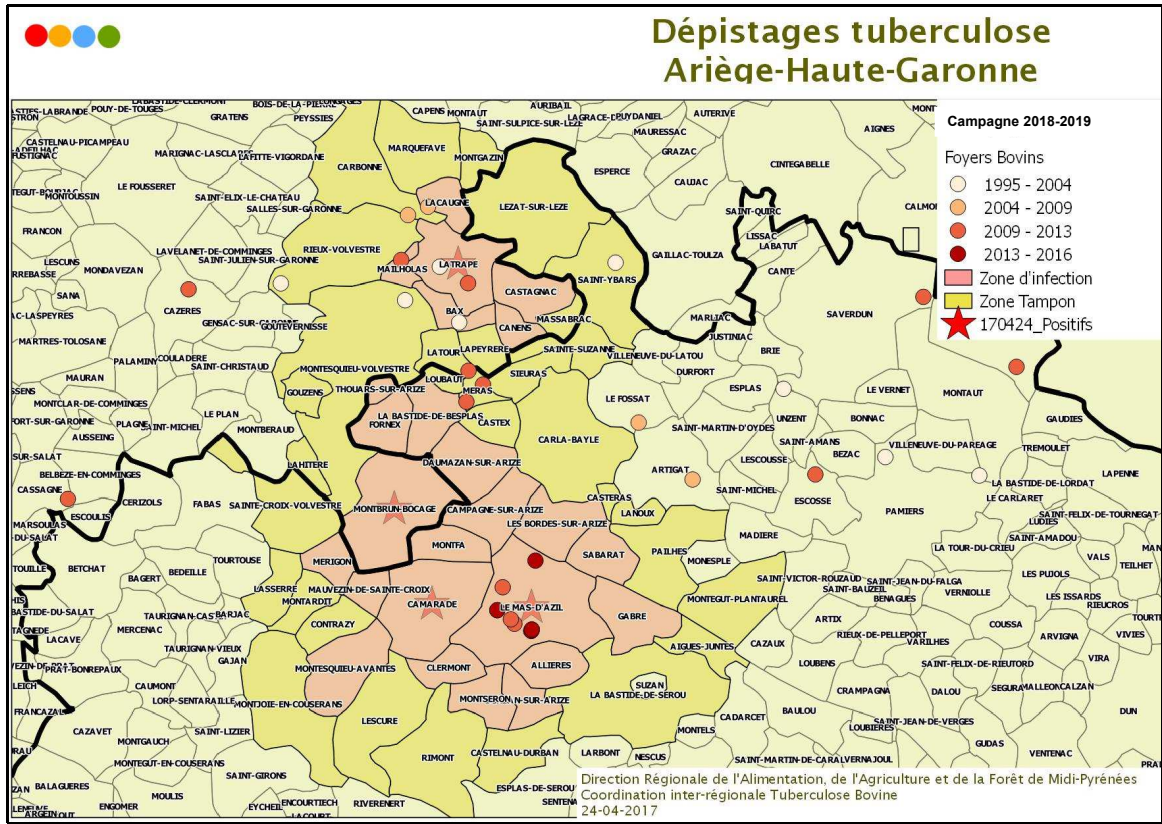 Dépistages tuberculose
Ariège-Haute-Garonne
Campagne 2018-2019
Foyers Bovins
1995 - 2004
2004 - 2009
2009 - 2013
2013 - 2016
Zone d'infection
Zone Tampon
170424_Positifs
POUY-DE-TOUGES
GRATENS
PEYSSIES
CAPENS
MONTAUT
AURIBAIL
SAINT-SULPICE-SUR-LEZE
AUTERIVE
MAURESSAC
AIGNES
CASTELNAU-PICAMPEAU
MARIGNAC-LASCLARES
LAFITTE-VIGORDANE
CARBONNE
MARQUEFAVE
MONTGAZIN
GRAZAC
ESPERCE
CAUJAC
CINTEGABELLE
LE FOUSSERET
MONTOUSSIN
SAINT-ELIX-LE-CHATEAU
SALLES-SUR-GARONNE
LACAUGNE
LEZAT-SUR-LEZE
SAINT-QUIRC
CALMO
FRANCON
LAVELANET-DE-COMMINGES
SAINT-JULIEN-SUR-GARONNE
RIEUX-VOLVESTRE
LISSAC
LABATUT
GAILLAC-TOULZA
LESCUNS
MONDAVEZAN
MAILHOLAS
LATRAPE
CANTE
SANA
CASTAGNAC
SAINT-YBARS
CAZERES
BAX
SAVERDUN
GOUTEVERNISSE
CANENS
MASSABRAC
MARLIAC
JUSTINIAC
MARTRES-TOLOSANE
LATOUR
LAPEYRERE
SAINTE-SUZANNE
VILLENEUVE-DU-LATOU
BRIE
PALAMINY
COULADERE
SAINT-CHRISTAUD
MONTESQUIEU-VOLVESTRE
LOUBAUT
SIEURAS
DURFORT
MAURAN
GOUZENS
THOUARS-SUR-ARIZE
MERAS
ESPLAS
LE VERNET
MONTAUT
MONTCLAR-DE-COMMINGES
LE FOSSAT
LE PLAN
LA BASTIDE-DE-BESPLAS
FORNEX
CASTEX
UNZENT
BONNAC
GAUDIES
PLAGNE
SAINT-MICHEL
MONTBERAUD
SAINT-MARTIN-D'OYDES
AUSSEING
CARLA-BAYLE
SAINT-AMANS
BEZAC
VILLENEUVE-DU-PAREAGE
TREMOULET
LAHITERE
DAUMAZAN-SUR-ARIZE
LESCOUSSE
LAPENNE
BELBEZE-EN-COMMINGES
ARTIGAT
LA BASTIDE-DE-LORDAT
CASSAGNE
CERIZOLS
FABAS
SAINTE-CROIX-VOLVESTRE
MONTBRUN-BOCAGE
CAMPAGNE-SUR-ARIZE
CASTERAS
SAINT-MICHEL
ESCOSSE
LE CARLARET
LANOUX
PAMIERS
SAINT-FELIX-DE-TOURNEGAT
MARSOULAS
ESCOULIS
LES BORDES-SUR-ARIZE
LUDIES
MADIERE
SAINT-AMADOU
MONTFA
PAILHES
LA TOUR-DU-CRIEU
SABARAT
MONESPLE
VALS
TOURTOUSE
MERIGON
BETCHAT
BEDEILLE
BAGERT
LES PUJOLS
TEILHET
LASSERRE
MAUVEZIN-DE-SAINTE-CROIX
SAINT-VICTOR-ROUZAUD
SAINT-JEAN-DU-FALGA
SAINT-BAUZEIL
VERNIOLLE
MONTARDIT
CAMARADE
LE MAS-D'AZIL
MONTEGUT-PLANTAUREL
BENAGUES
LES ISSARDS
RIEUCROS
BARJAC
CONTRAZY
GABRE
ARTIX
COUSSA
MERCENAC
RIEUX-DE-PELLEPORT
ARVIGNA
VIVIES
LACAVE
TAURIGNAN-VIEUX
AIGUES-JUNTES
CAZAUX
VARILHES
GAJAN
VIRA
PRAT-BONREPAUX
MONTESQUIEU-AVANTES
CLERMONT
ALLIERES
LOUBENS
SAINT-FELIX-DE-RIEUTORD
CAUMONT
SUZAN
LA BASTIDE-DE-SEROU
CRAMPAGNA
DALOU
LORP-SENTARAILLE
MONTJOIE-EN-COUSERANS
MONTSERON
BAULOU
DUN
LESCURE
CADARCET
LOUBIERES
SAINT-JEAN-DE-VERGES
CAZAVET
SAINT-LIZIER
MONTELS
MONTGAUCH
GUDAS
RIMONT
CASTELNAU-DURBAN
LARBONT
NESCUS
VENTENAC
MONTEGUT-EN-COUSERANS
SAINT-GIRONS
BALAGUERES
MOULIS
ESPLAS-DE-SEROU
ENGOMER
EYCHEIL
ENCOURTIECH
RIVERENERT
Direction Régionale de l'Alimentation, de l'Agriculture et de la Forêt de Midi-Pyrénées
Coordination inter-régionale Tuberculose Bovine
24-04-2017